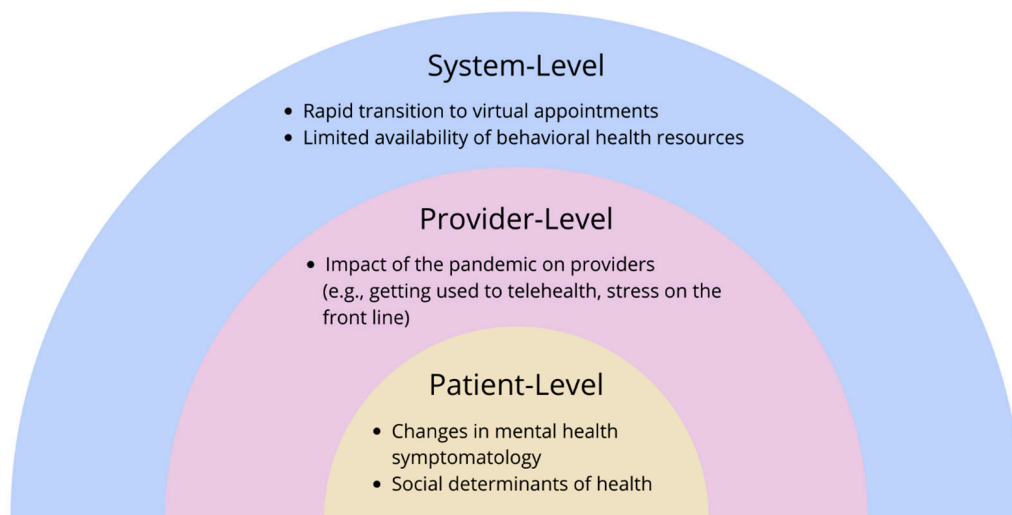 System-Level
• Rapid transition to virtual appointments
• Limited availability of behavioral health resources
Provider-Level
• Impact of the pandemic on providers
(e.g., getting used to telehealth, stress on the
front line)
Patient-Level
• Changes in mental health
symptomatology
• Social determinants of health